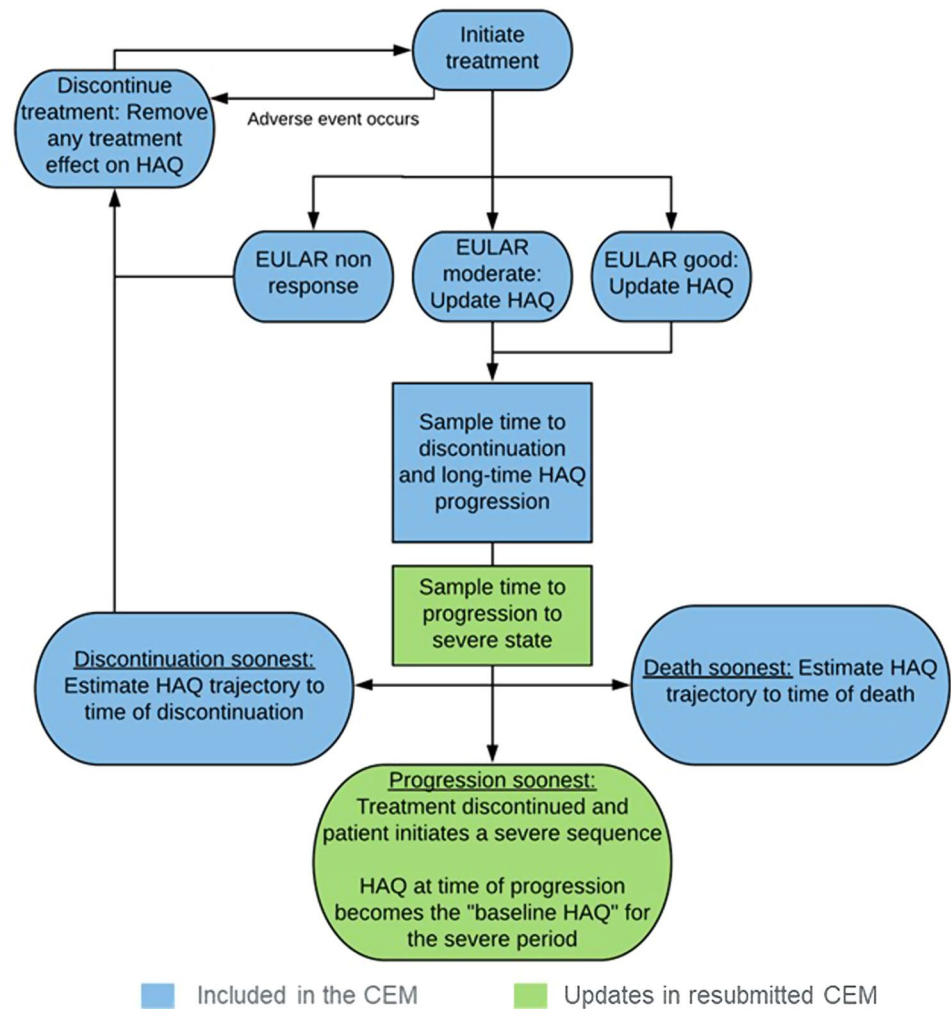 Initiate
treatment
Discontinue
treatment: Remove
any treatment
effect on HAQ
Adverse event occurs
EULAR non
response
EULAR
moderate:
Update HAQ
EULAR good:
Update HAQ
Sample time to
discontinuation
and long-time HAQ
progression
Sample time to
progression to
severe state
Discontinuation soonest:
Estimate HAQ trajectory to
time of discontinuation
Death soonest: Estimate HAQ
trajectory to time of death
Progression soonest:
Treatment discontinued and
patient initiates a severe sequence
HAQ at time of progression
becomes the "baseline HAQ" for
the severe period
Included in the CEM
Updates in resubmitted CEM